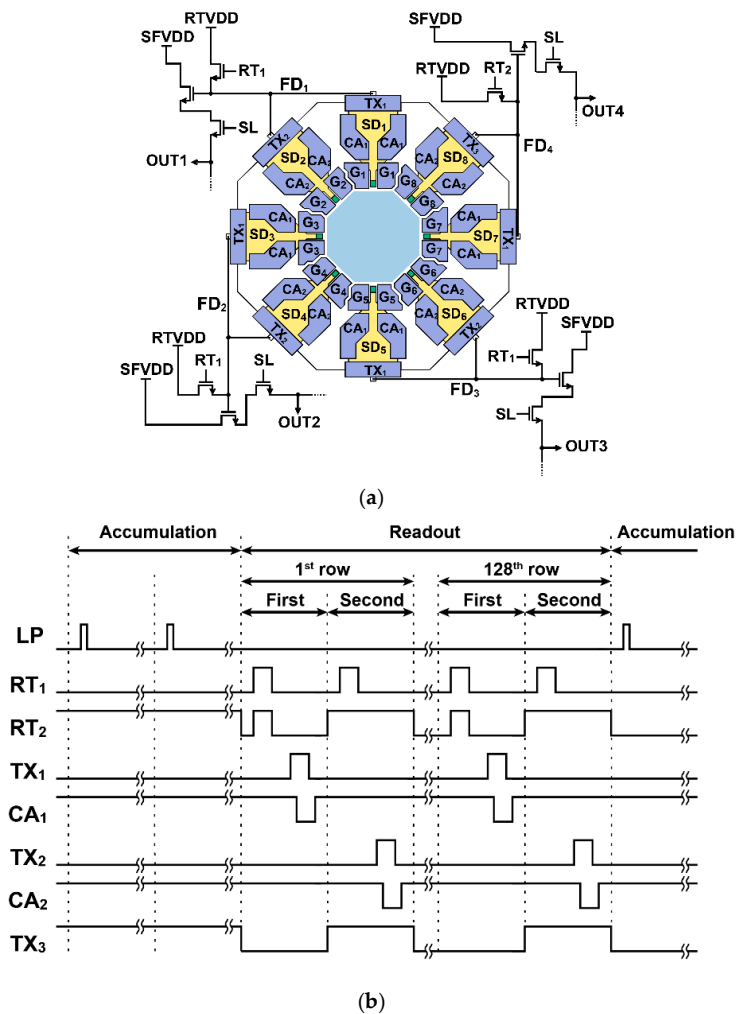 RTVDD
SFVDD
RT1
FD1
SL
OUT1
SFVDD
SL
RTVDD
RT2
OUT4
FD4
TX1
SD1
CA1 CA1
G1 G1
TX2
SD2
CA2
CA2
G2
G2
TX3
SD8
CA2
CA2
G8
G8
TX1
SD3
CA1
CA1
G3
G3
TX1
SD7
CA1
CA1
G7
G7
FD2
TX2
SD4
CA2
CA2
G4
G4
TX2
SD6
CA2
CA2
G6
G6
G5 G5
CA1 CA1
SD5
TX1
FD3
RTVDD
SFVDD
RT1
SL
OUT2
RTVDD
SFVDD
RT1
SL
OUT3
(a)
Accumulation Readout Accumulation
1st row 128th row
First Second First Second
LP
RT1
RT2
TX1
CA1
TX2
CA2
TX3
(b)